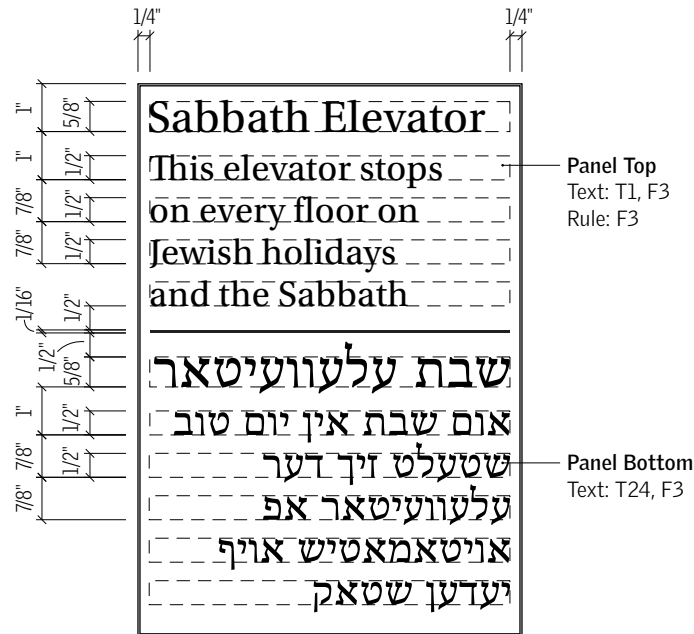 1/4" 1/4"
1"
5/8"
Sabbath Elevator
1"
1/2"
This elevator stops
Panel Top
Text: T1, F3
Rule: F3
7/8"
1/2"
on every floor on
7/8"
1/2"
Jewish holidays
1/16"
1/2"
and the Sabbath
1/2"
5/8"
שבת עלעוועיטאר
1"
1/2"
אום שבת אין יום טוב
7/8"
1/2"
שטעלט זיך דער
Panel Bottom
Text: T24, F3
7/8"
עלעוועיטאר אפ
אויטאמאטיש אויף
יעדען שטאק